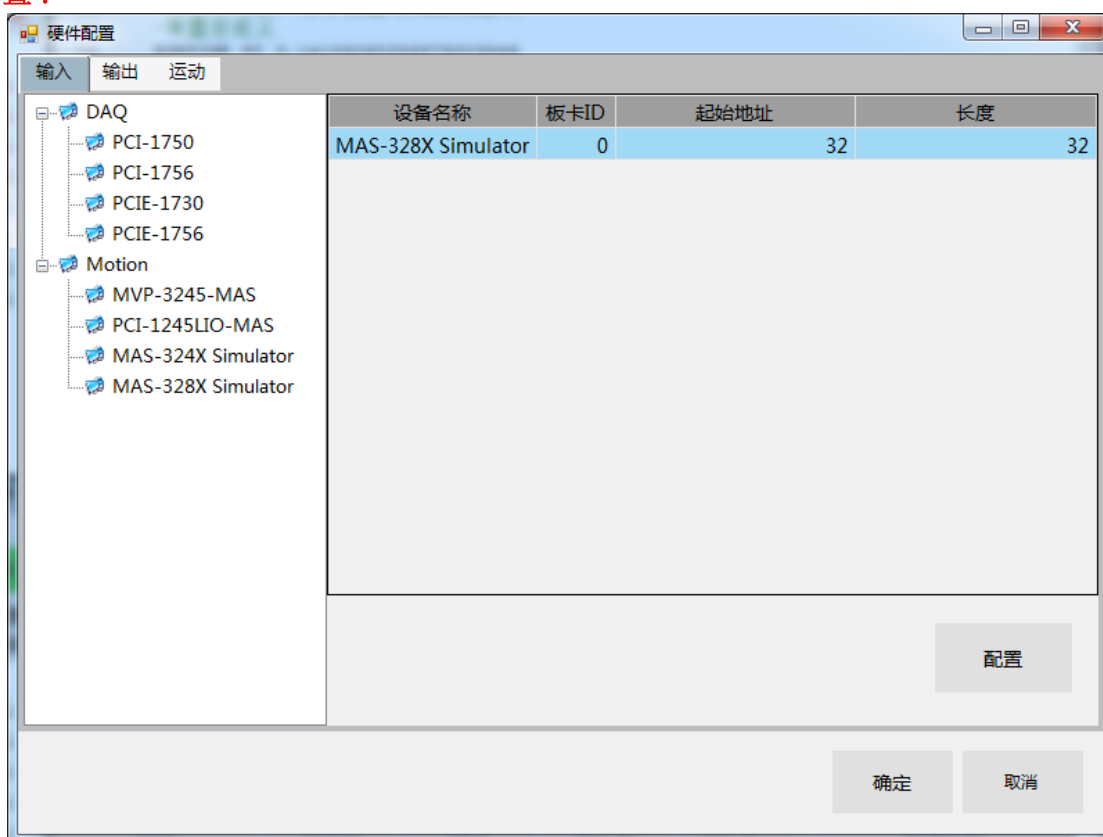 置！
硬件配置
输入 输出 运动
DAQ
PCI-1750
PCI-1756
PCIE-1730
PCIE-1756
Motion
MVP-3245-MAS
PCI-1245LIO-MAS
MAS-324X Simulator
MAS-328X Simulator
设备名称 板卡ID 起始地址 长度
MAS-328X Simulator 0 32 32
配置
确定 取消